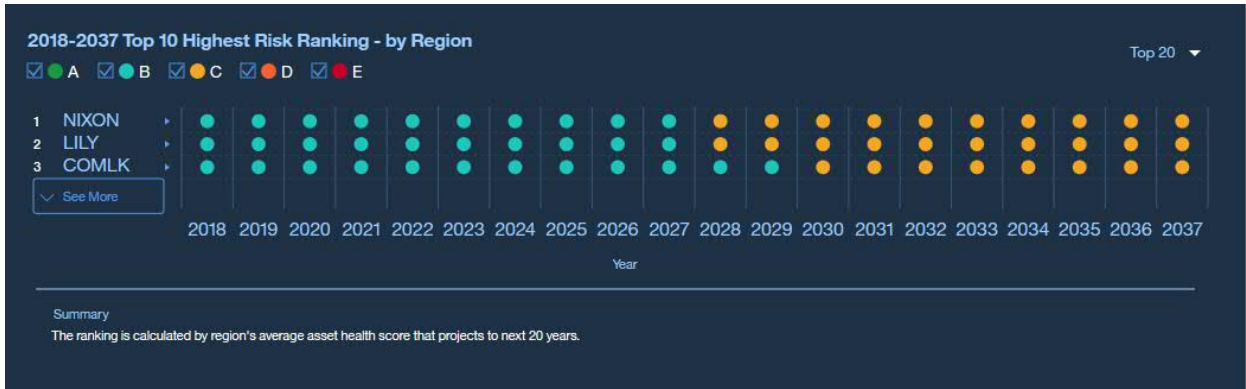 2018-2037 Top 10 Highest Risk Ranking - by Region
Top 20
A B C D E
1 NIXON
2 LILY
3 COMLK
See More
2018 2019 2020 2021 2022 2023 2024 2025 2026 2027 2028 2029 2030 2031 2032 2033 2034 2035 2036 2037
Year
Summary
The ranking is calculated by region's average asset health score that projects to next 20 years.